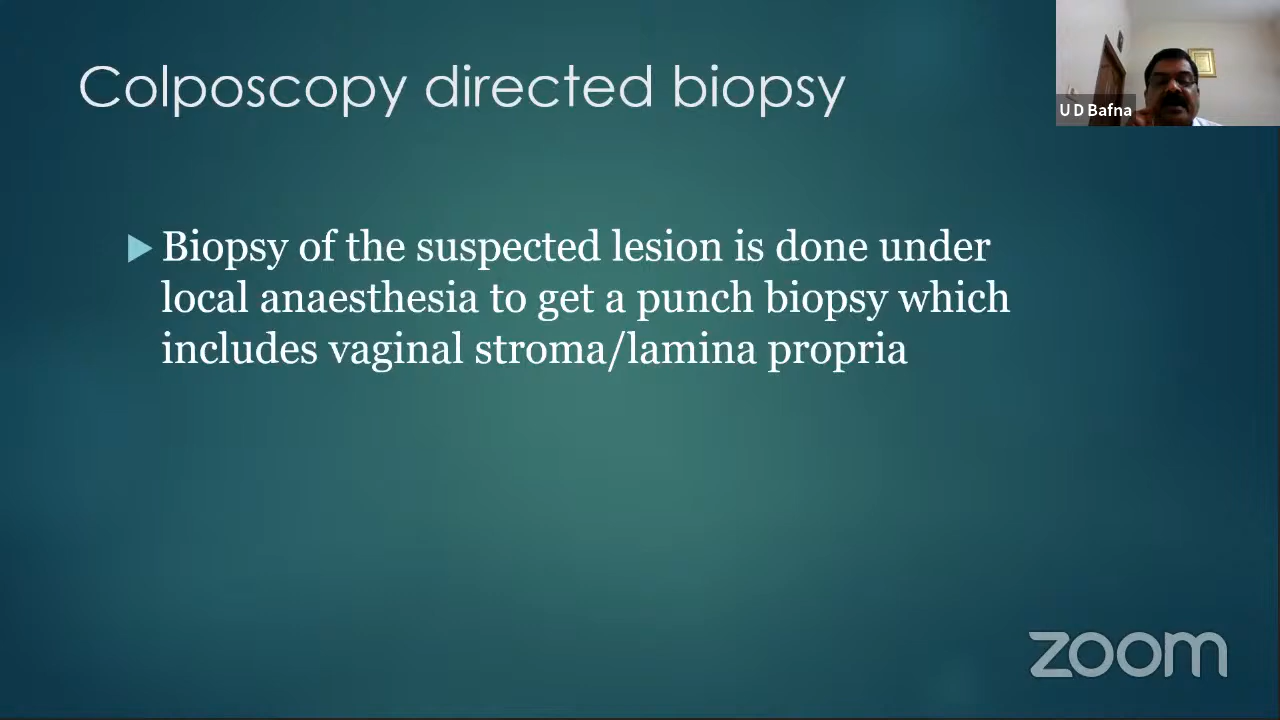 Colposcopy directed biopsy
U D Bafna
Biopsy of the suspected lesion is done under
local anaesthesia to get a punch biopsy which
includes vaginal stroma/lamina propria
zoom